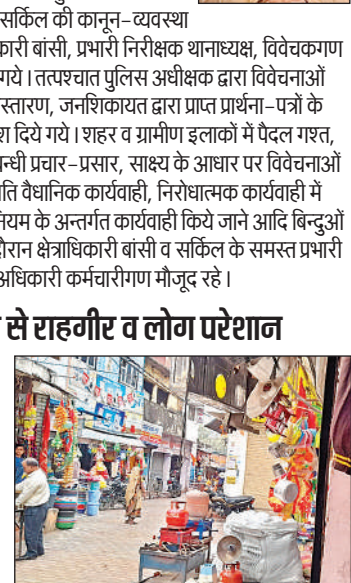 सर्किल की कानून-व्यवस्था
कारी बांसी, प्रभारी निरीक्षक थानाध्यक्ष, विवेचकगण
गये। तत्पश्चात पुलिस अधीक्षक द्वारा विवेचनाओं
स्तारण, जनशिकायत द्वारा प्राप्त प्रार्थना-पत्रों के
श दिये गये। शहर व ग्रामीण इलाकों में पैदल गश्त,
बन्धी प्रचार-प्रसार, साक्ष्य के आधार पर विवेचनाओं
ति वैधानिक कार्यवाही, निरोधात्मक कार्यवाही में
नियम के अन्तर्गत कार्यवाही किये जाने आदि बिन्दुओं
दौरान क्षेत्राधिकारी बांसी व सर्किल के समस्त प्रभारी
अधिकारी कर्मचारीगण मौजूद रहे।
से राहगीर व लोग परेशान